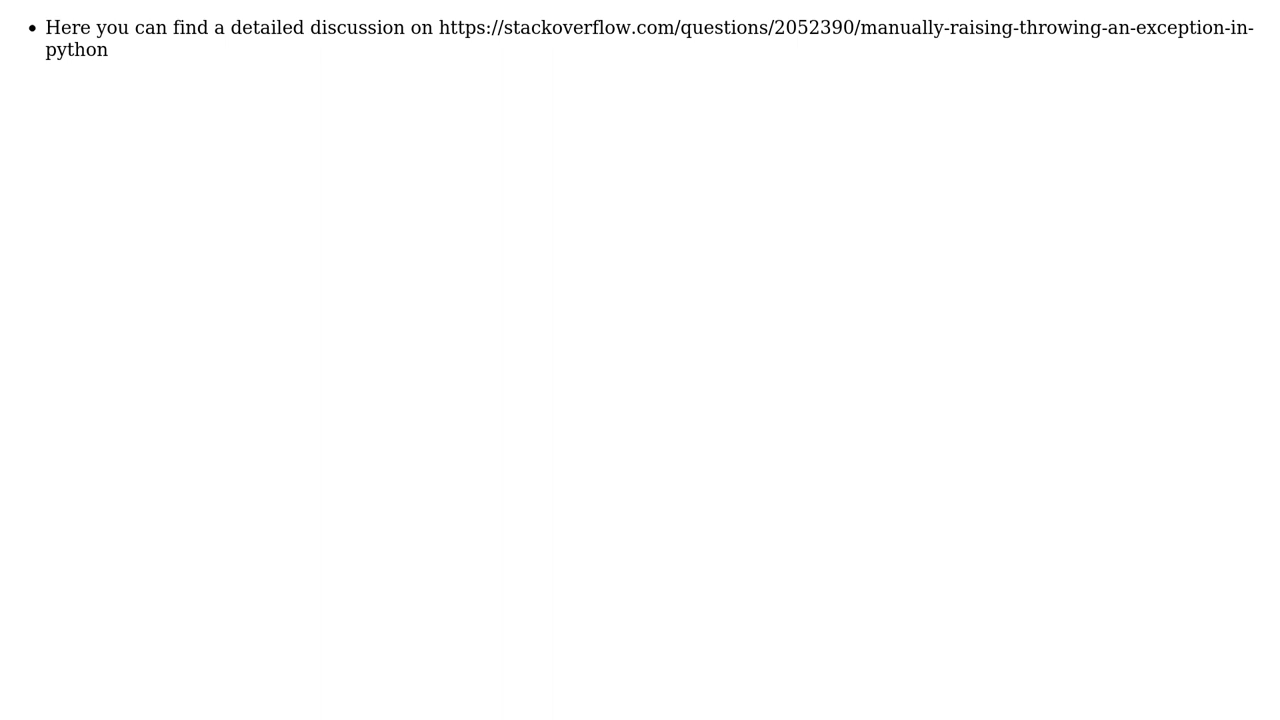 • Here you can find a detailed discussion on https://stackoverflow.com/questions/2052390/manually-raising-throwing-an-exception-in-
python